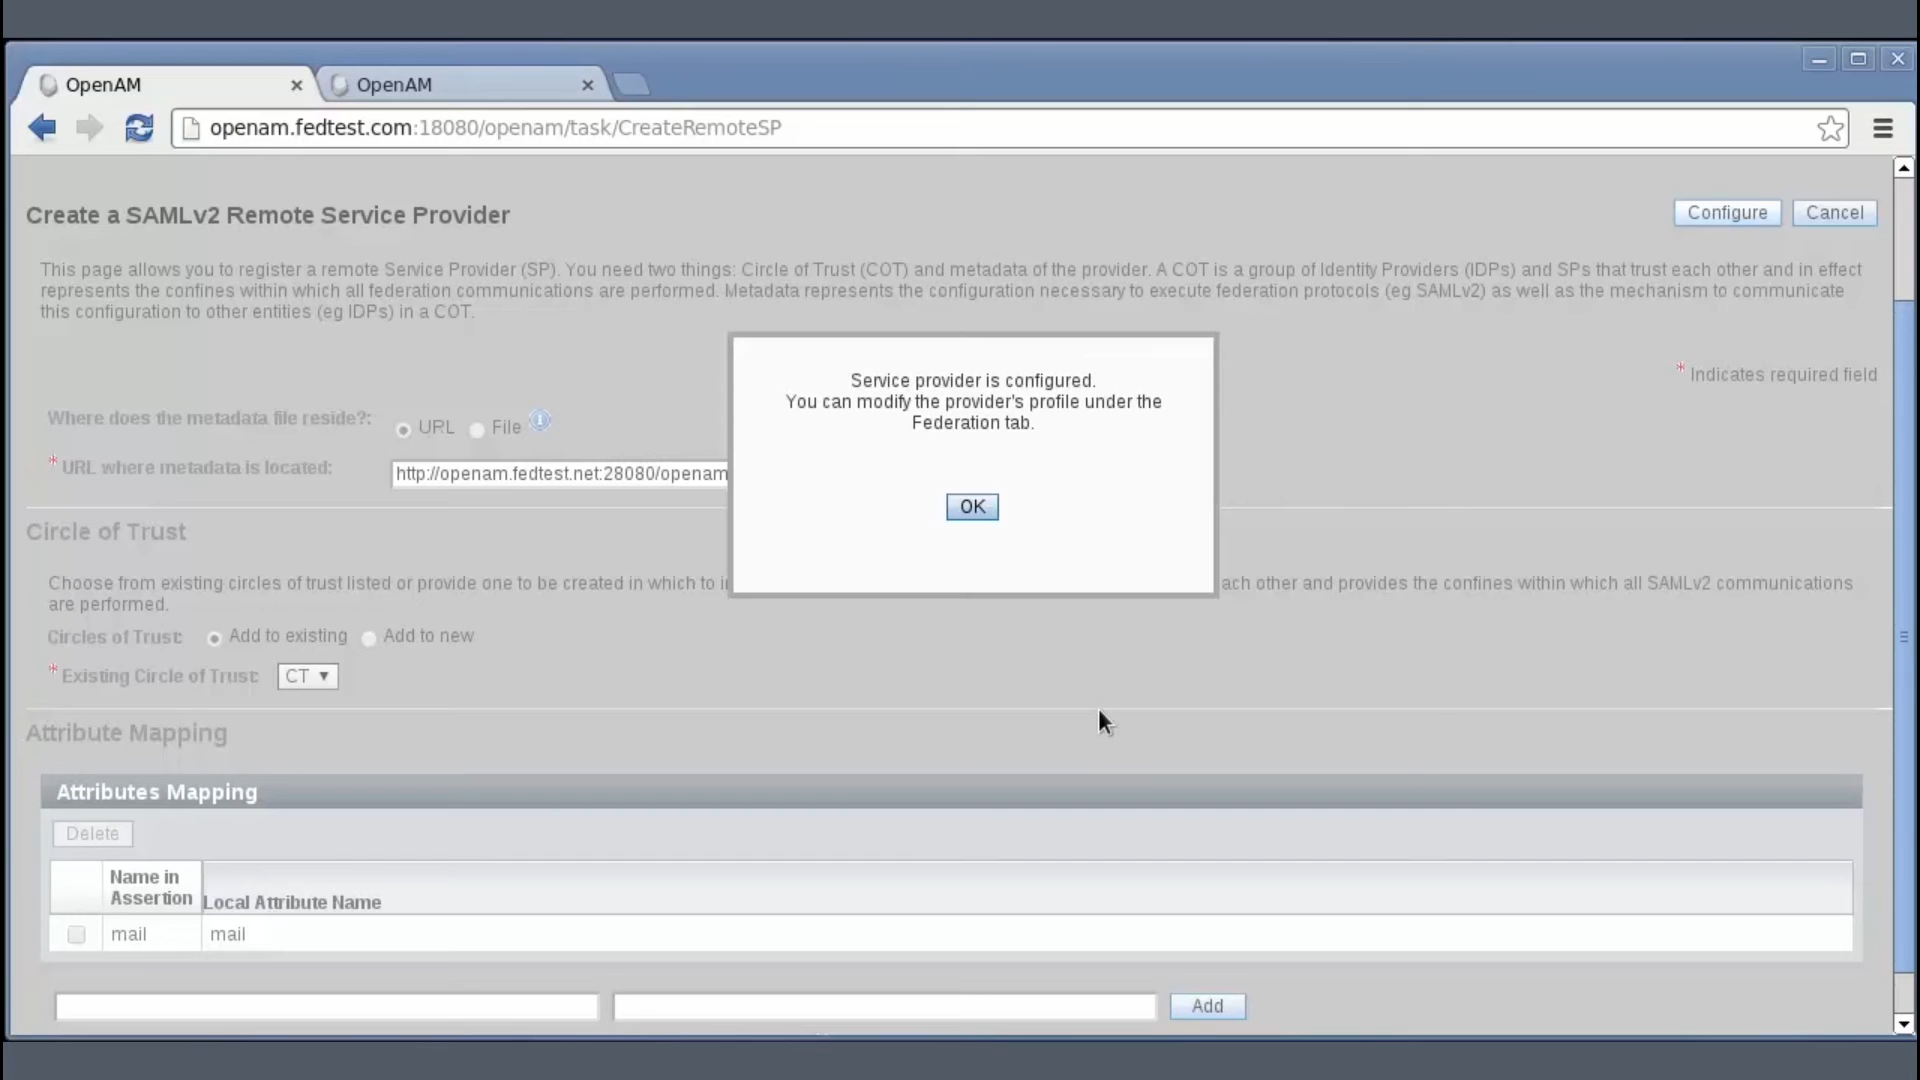 OpenAM
OpenAM
openam.fedtest.com:18080/openam/task/CreateRemoteSP
Create a SAMLv2 Remote Service Provider
Configure
Cancel
This page allows you to register a remote Service Provider (SP). You need two things: Circle of Trust (COT) and metadata of the provider. A COT is a group of Identity Providers (IDPs) and SPs that trust each other and in effect
represents the confines within which all federation communications are performed. Metadata represents the configuration necessary to execute federation protocols (eg SAMLv2) as well as the mechanism to communicate
this configuration to other entities (eg IDPs) in a COT.
* Indicates required field
Service provider is configured.
You can modify the provider's profile under the
Federation tab.
OK
Where does the metadata file reside?:
URL
File
* URL where metadata is located:
http://openam.fedtest.net:28080/openam
Circle of Trust
Choose from existing circles of trust listed or provide one to be created in which to
ach other and provides the confines within which all SAMLv2 communications
are performed.
Circles of Trust:
Add to existing
Add to new
* Existing Circle of Trust:
CT
Attribute Mapping
Attributes Mapping
Delete
Name in
Assertion
Local Attribute Name
mail
mail
Add